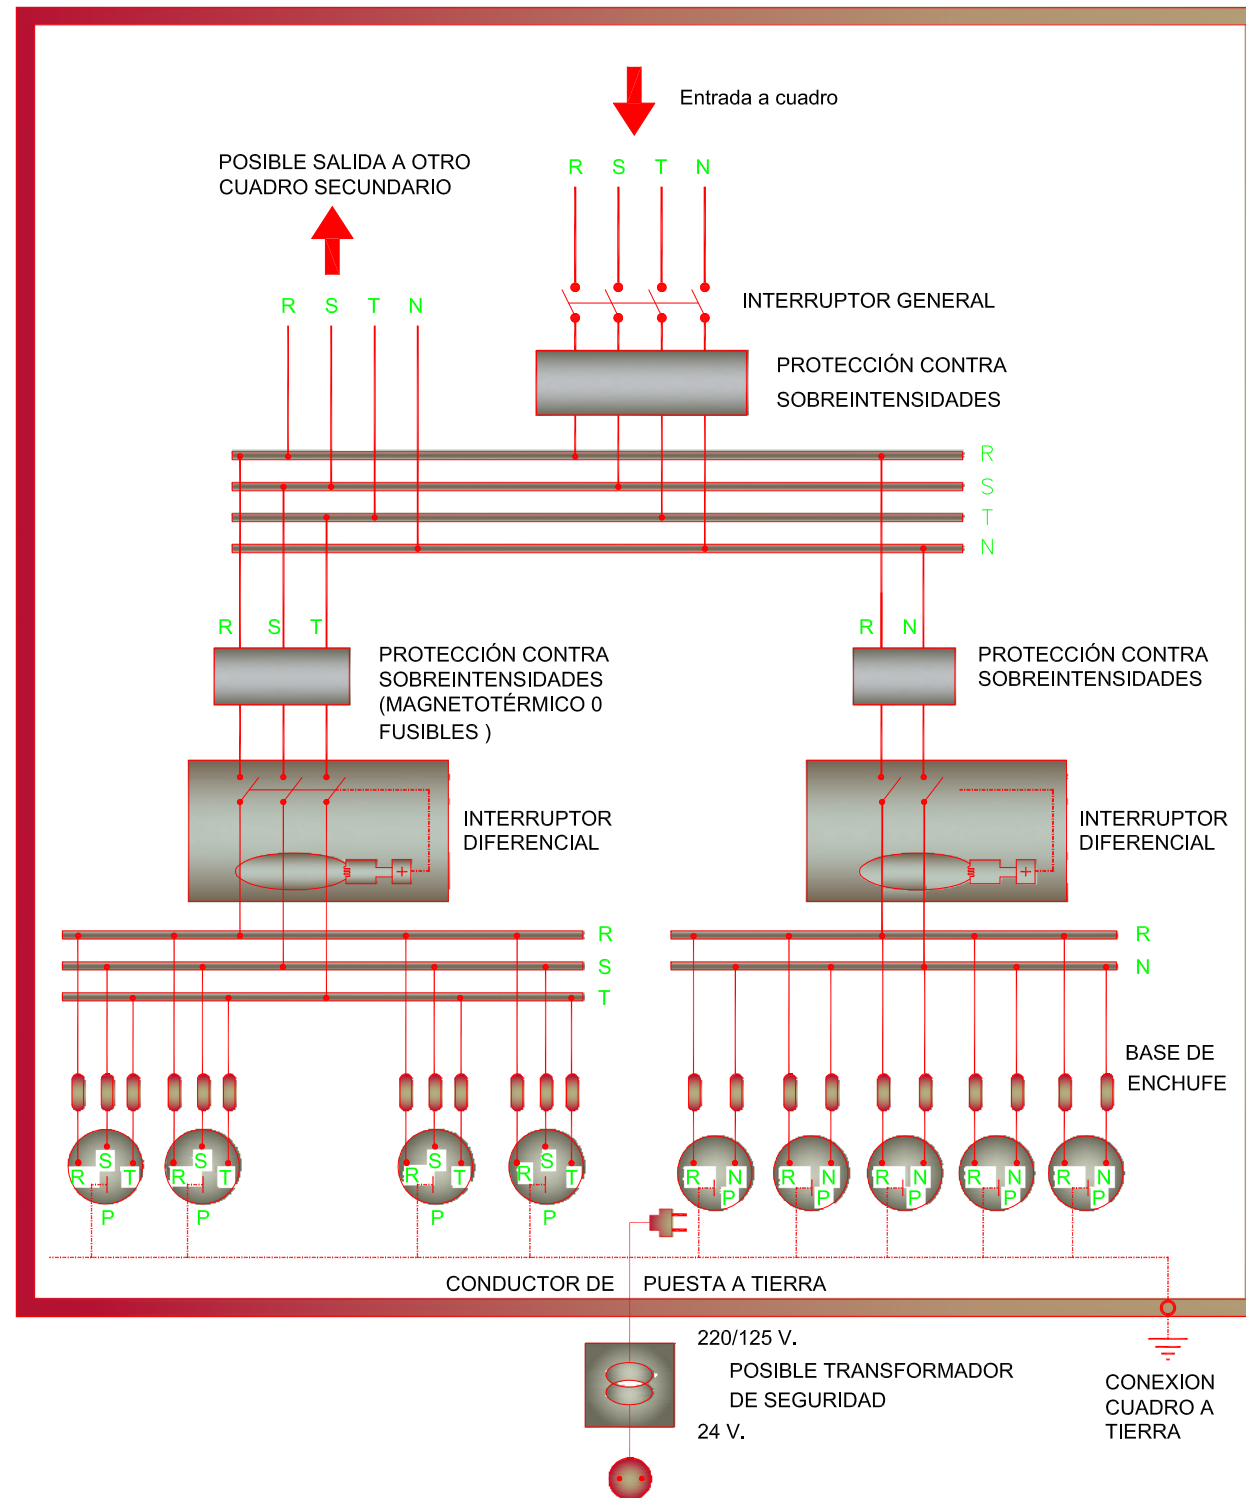 Entrada a cuadro
POSIBLE SALIDA A OTRO
CUADRO SECUNDARIO
R S T N
R S T N
INTERRUPTOR GENERAL
PROTECCIÓN CONTRA
SOBREINTENSIDADES
R
S
T
N
R S T
R N
PROTECCIÓN CONTRA
SOBREINTENSIDADES
(MAGNETOTÉRMICO 0
FUSIBLES )
PROTECCIÓN CONTRA
SOBREINTENSIDADES
INTERRUPTOR
DIFERENCIAL
INTERRUPTOR
DIFERENCIAL
R
S
T
R
N
BASE DE
ENCHUFE
R S T
P
R S T
P
R S T
P
R S T
P
R N
P
R N
P
R N
P
R N
P
R N
P
CONDUCTOR DE PUESTA A TIERRA
220/125 V.
POSIBLE TRANSFORMADOR
DE SEGURIDAD
24 V.
CONEXION
CUADRO A
TIERRA